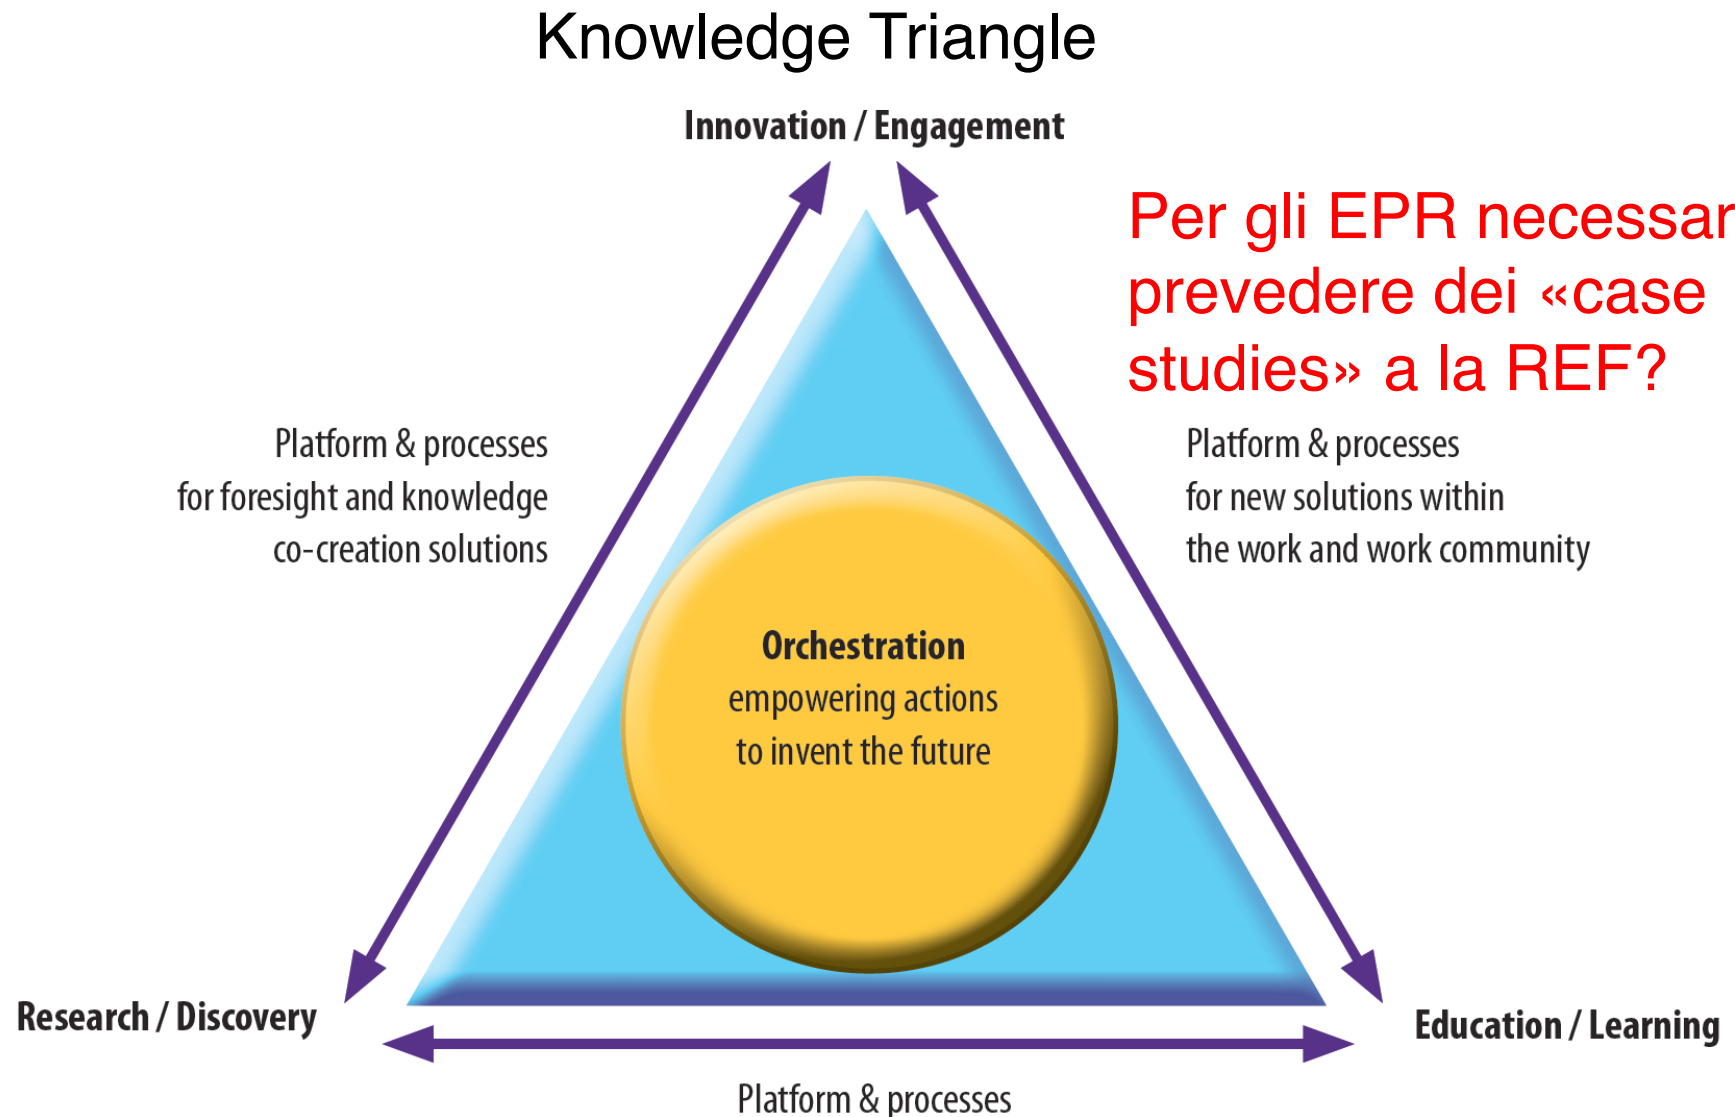 Knowledge Triangle
Innovation / Engagement
Per gli EPR necessar
prevedere dei «case
studies» a la REF?
Platform & processes
for foresight and knowledge
co-creation solutions
Platform & processes
for new solutions within
the work and work community
Orchestration
empowering actions
to invent the future
Research / Discovery
Education / Learning
Platform & processes